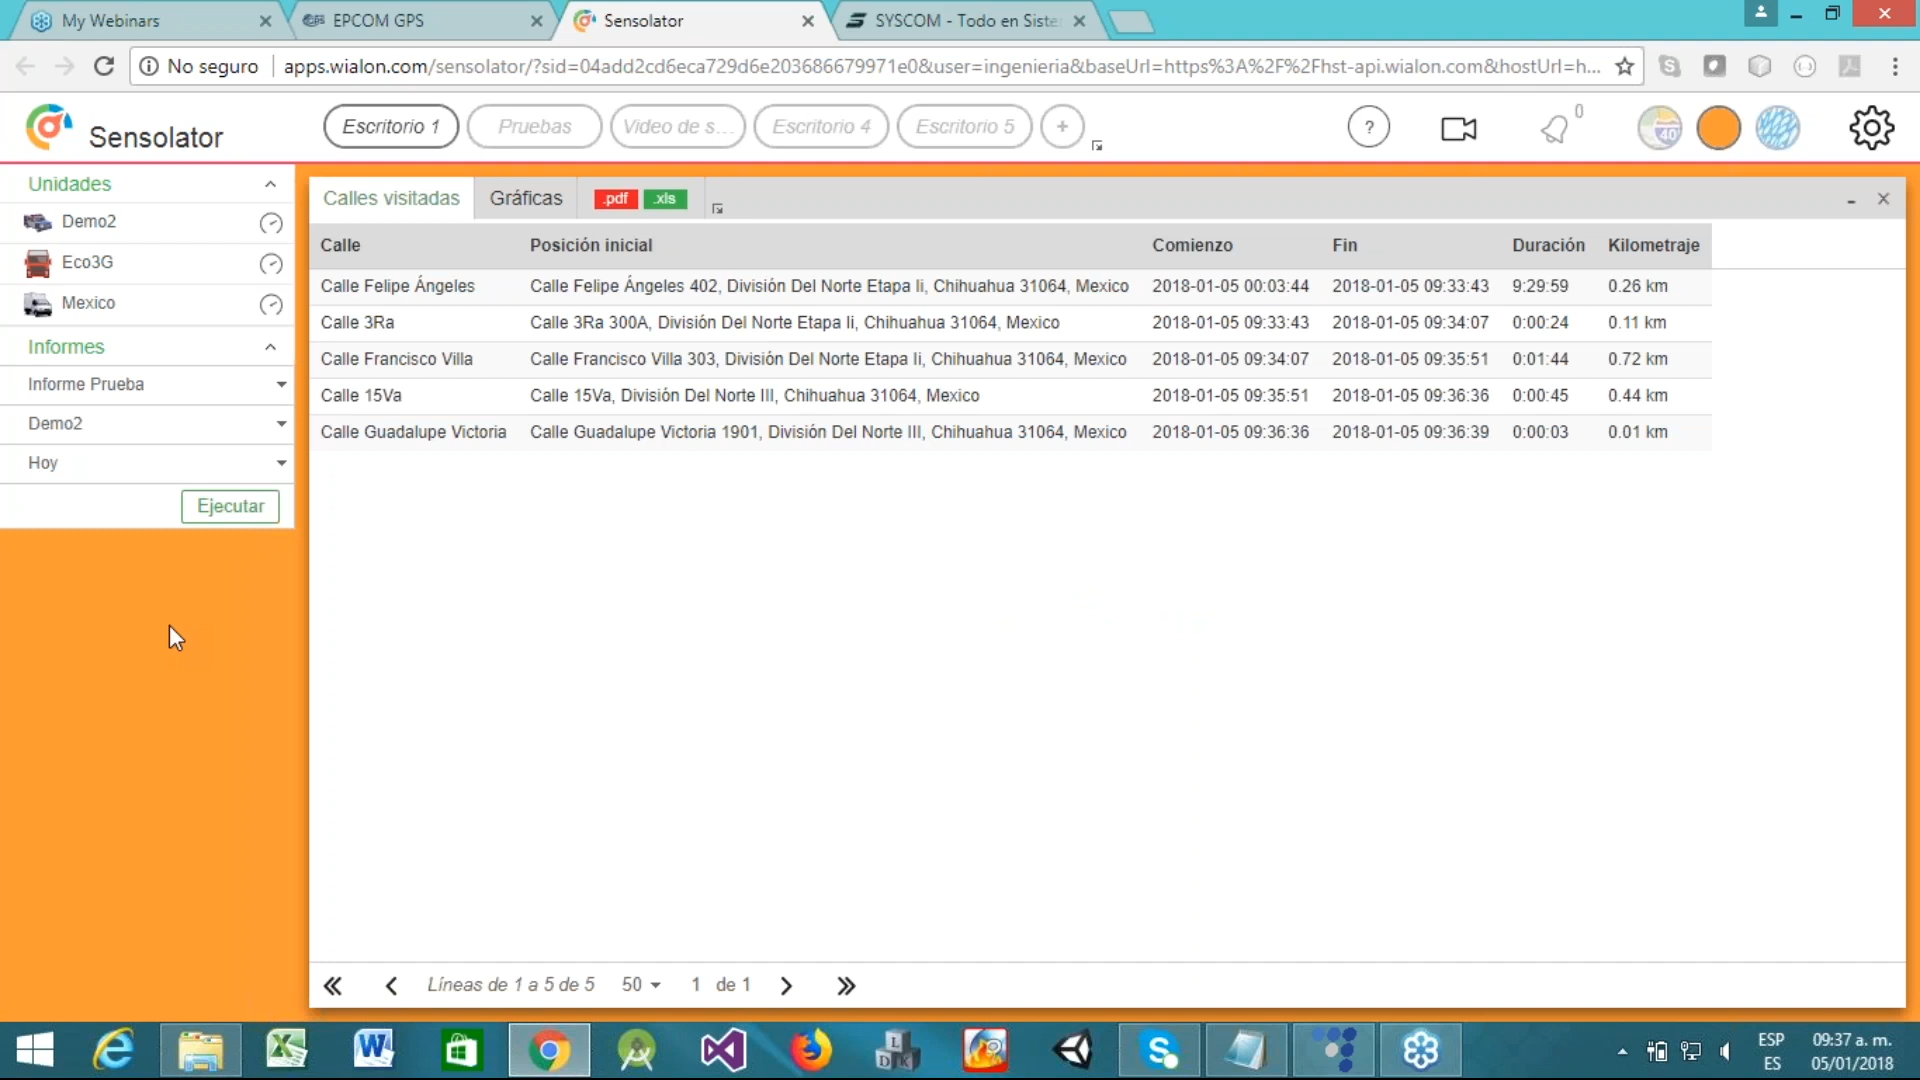 My Webinars
EPCOM GPS
Sensolator
SYSCOM - Todo en Siste
No seguro
apps.wialon.com/sensolator/?sid=04add2cd6eca729d6e203686679971e0&user=ingenieria&baseUrl=https%3A%2F%2Fhst-api.wialon.com&hostUrl=h...
Sensolator
Escritorio 1
Pruebas
Video de s...
Escritorio 4
Escritorio 5
+
?
0
40
Unidades
Demo2
Eco3G
Mexico
Informes
Informe Prueba
Demo2
Hoy
Ejecutar
Calles visitadas Gráficas .pdf .xls
Calle Posición inicial Comienzo Fin Duración Kilometraje
Calle Felipe Ángeles Calle Felipe Ángeles 402, División Del Norte Etapa Ii, Chihuahua 31064, Mexico 2018-01-05 00:03:44 2018-01-05 09:33:43 9:29:59 0.26 km
Calle 3Ra Calle 3Ra 300A, División Del Norte Etapa Ii, Chihuahua 31064, Mexico 2018-01-05 09:33:43 2018-01-05 09:34:07 0:00:24 0.11 km
Calle Francisco Villa Calle Francisco Villa 303, División Del Norte Etapa Ii, Chihuahua 31064, Mexico 2018-01-05 09:34:07 2018-01-05 09:35:51 0:01:44 0.72 km
Calle 15Va Calle 15Va, División Del Norte III, Chihuahua 31064, Mexico 2018-01-05 09:35:51 2018-01-05 09:36:36 0:00:45 0.44 km
Calle Guadalupe Victoria Calle Guadalupe Victoria 1901, División Del Norte III, Chihuahua 31064, Mexico 2018-01-05 09:36:36 2018-01-05 09:36:39 0:00:03 0.01 km
Líneas de 1 a 5 de 5 50 1 de 1
ESP 09:37 a. m.
ES 05/01/2018